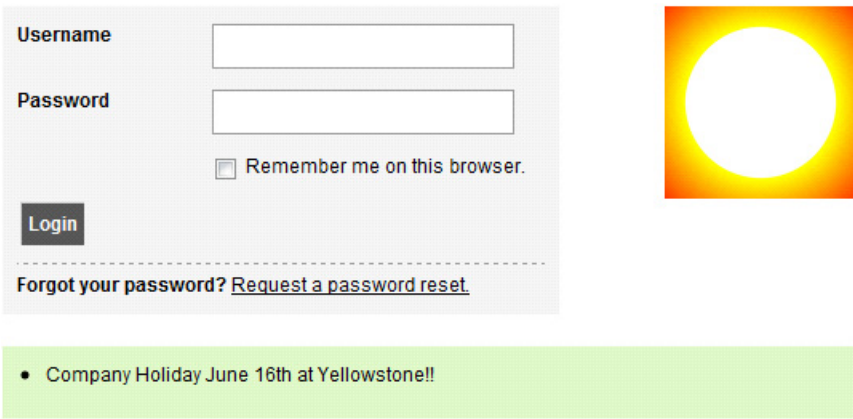 Username
Password
Remember me on this browser.
Login
Forgot your password? Request a password reset.
• Company Holiday June 16th at Yellowstone!!